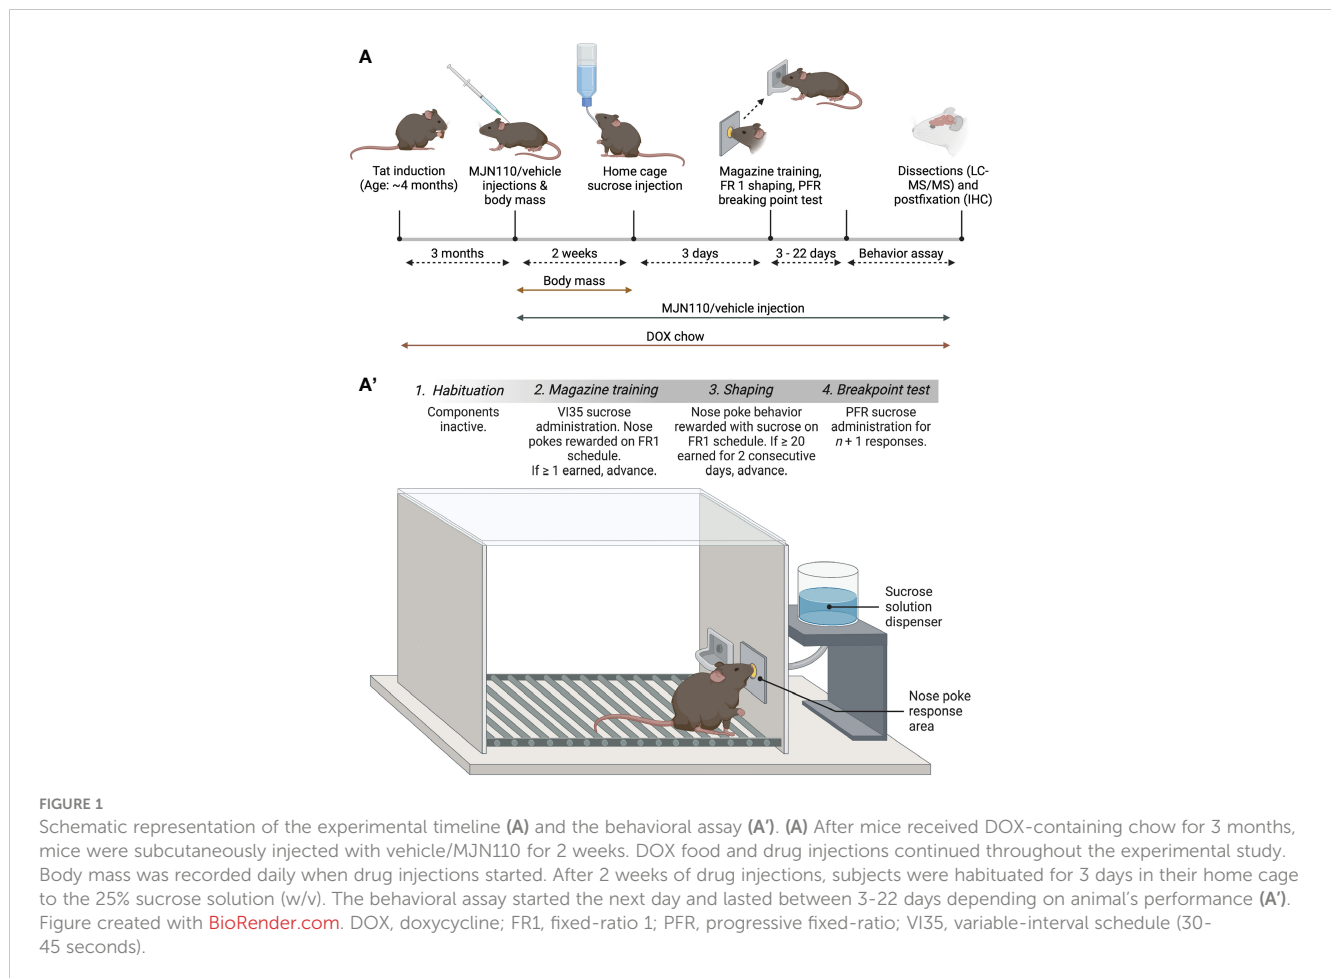 A
Tat induction
(Age: ~4 months)
MJN110/vehicle
injections &
body mass
Home cage
sucrose injection
Magazine training,
FR 1 shaping, PFR
breaking point test
Dissections (LC-
MS/MS) and
postfixation (IHC)
3 months
2 weeks
3 days
3 - 22 days
Behavior assay
Body mass
MJN110/vehicle injection
DOX chow
A’
1. Habituation
Components
inactive.
2. Magazine training
VI35 sucrose
administration. Nose
pokes rewarded on FR1
schedule.
If ≥ 1 earned, advance.
3. Shaping
Nose poke behavior
rewarded with sucrose on
FR1 schedule. If ≥ 20
earned for 2 consecutive
days, advance.
4. Breakpoint test
PFR sucrose
administration for
n + 1 responses.
Sucrose
solution
dispenser
Nose poke
response
area
FIGURE 1
Schematic representation of the experimental timeline (A) and the behavioral assay (A’). (A) After mice received DOX-containing chow for 3 months,
mice were subcutaneously injected with vehicle/MJN110 for 2 weeks. DOX food and drug injections continued throughout the experimental study.
Body mass was recorded daily when drug injections started. After 2 weeks of drug injections, subjects were habituated for 3 days in their home cage
to the 25% sucrose solution (w/v). The behavioral assay started the next day and lasted between 3-22 days depending on animal’s performance (A’).
Figure created with BioRender.com. DOX, doxycycline; FR1, fixed-ratio 1; PFR, progressive fixed-ratio; VI35, variable-interval schedule (30-
45 seconds).